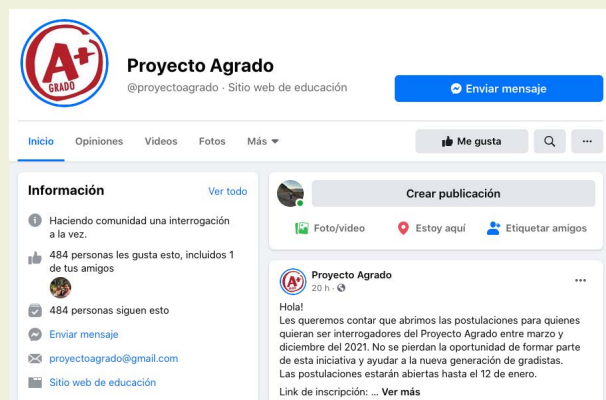 A+
GRADO
Proyecto Agrado
@proyectoagrado · Sitio web de educación
Enviar mensaje
Inicio Opiniones Videos Fotos Más
Me gusta
Información Ver todo
Haciendo comunidad una interrogación
a la vez.
484 personas les gusta esto, incluidos 1
de tus amigos
484 personas siguen esto
Enviar mensaje
proyectoagrado@gmail.com
Sitio web de educación
Crear publicación
Foto/video Estoy aquí Etiquetar amigos
A+
Proyecto Agrado
20 h ·
Hola!
Les queremos contar que abrimos las postulaciones para quienes
quieran ser interrogadores del Proyecto Agrado entre marzo y
diciembre del 2021. No se pierdan la oportunidad de formar parte
de esta iniciativa y ayudar a la nueva generación de gradistas.
Las postulaciones estarán abiertas hasta el 12 de enero.
Link de inscripción: ... Ver más